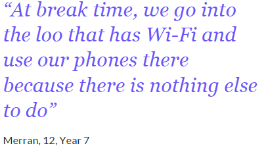 “At break time, we go into
the loo that has Wi-Fi and
use our phones there
because there is nothing else
to do”
Merran, 12, Year 7